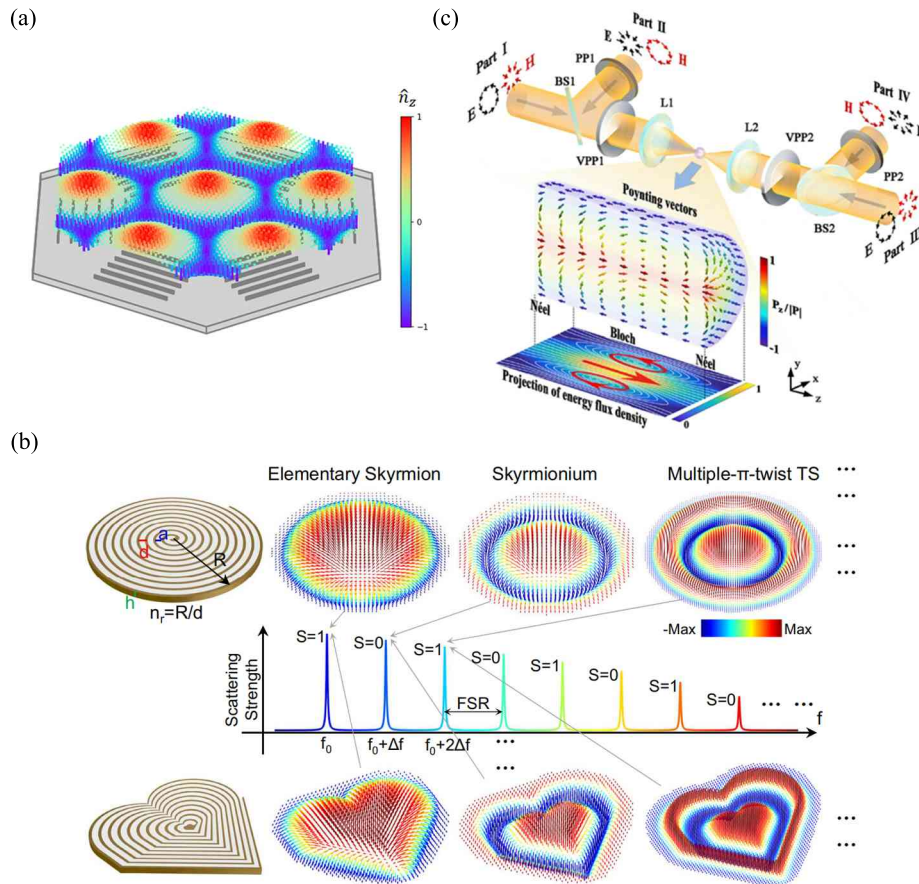 (a)
n̂z
1
0
−1
(c)
Part I
H
E
BS1
PP1
Part II
E
H
VPP1
L1
L2
VPP2
Part IV
H
PP2
BS2
E
Part III
Poynting vectors
Néel
Bloch
Néel
Projection of energy flux density
1
Pz/|P|
-1
0
1
y
x
z
(b)
Elementary Skyrmion
Skyrmionium
Multiple-π-twist TS
...
...
a
d
R
h
nr=R/d
...
...
-Max
Max
Scattering
Strength
S=1
S=0
S=1
S=0
S=1
S=0
S=1
S=0
FSR
... ...
f
f0
f0+Δf
f0+2Δf
...
...
...
...